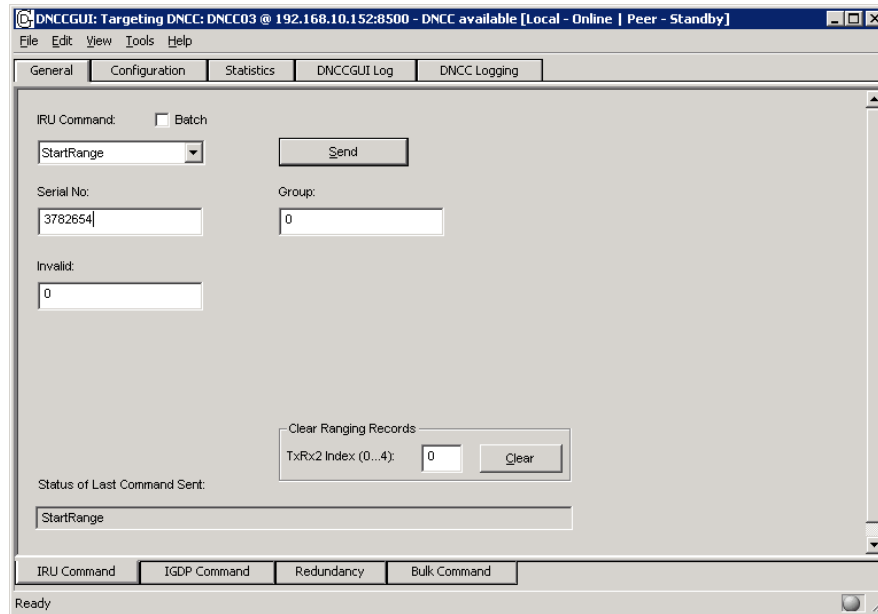 DNCCGUI: Targeting DNCC: DNCC03 @ 192.168.10.152:8500 - DNCC available [Local - Online | Peer - Standby]
File Edit View Tools Help
General Configuration Statistics DNCCGUI Log DNCC Logging
IRU Command: Batch
StartRange Send
Serial No: Group:
3782654 0
Invalid:
0
Clear Ranging Records
TxRx2 Index (0...4): 0 Clear
Status of Last Command Sent:
StartRange
IRU Command IGDP Command Redundancy Bulk Command
Ready